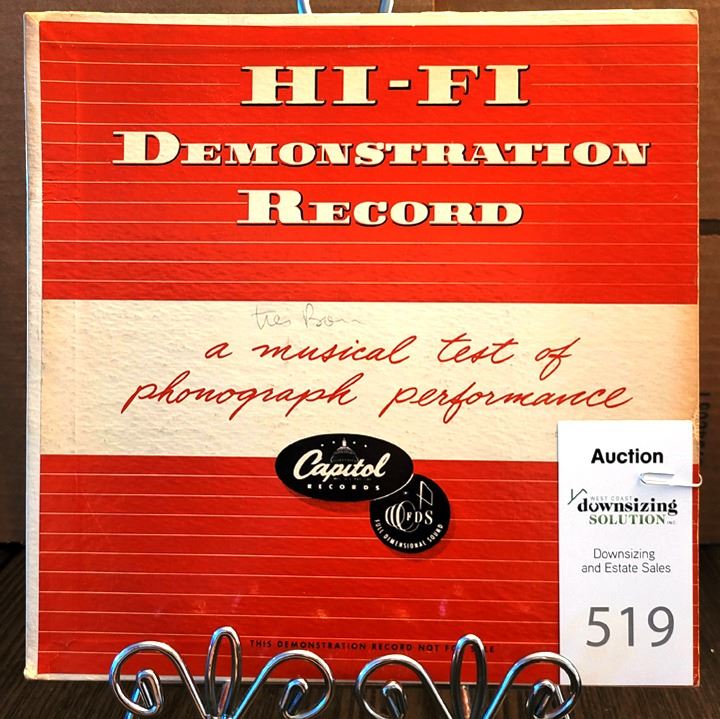 HI-FI
DEMONSTRATION
RECORD
a musical test of
phonograph performance
Capitol
RECORDS
FDS
FULL DIMENSIONAL SOUND
THIS DEMONSTRATION RECORD NOT FOR SALE
Auction
WEST COAST
downsizing
SOLUTION INC
Downsizing
and Estate Sales
519